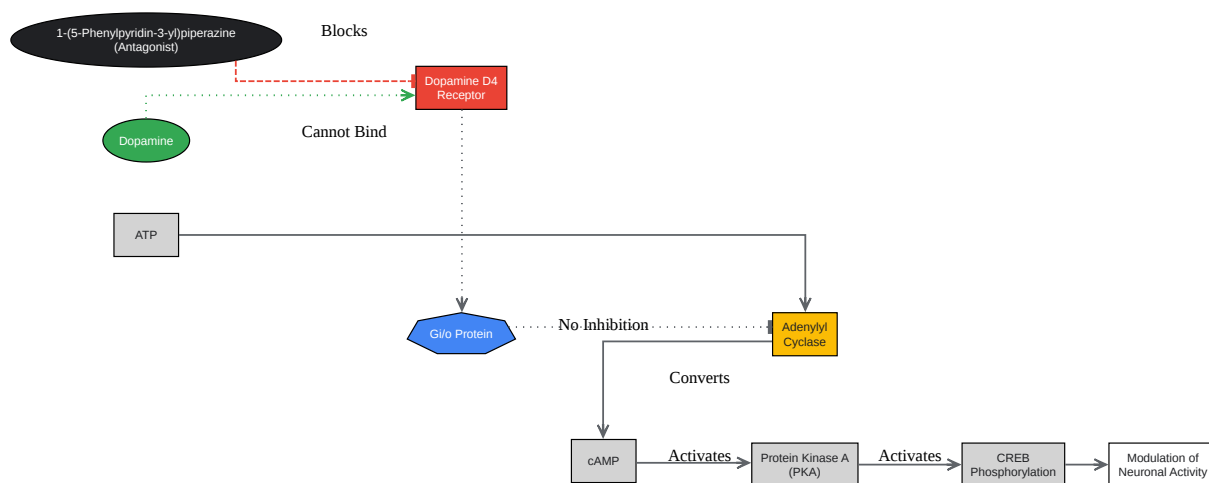 1-(5-Phenylpyridin-3-yl)piperazine
(Antagonist)
Blocks
Dopamine D4
Receptor
Cannot Bind
Dopamine
ATP
Gi/o Protein
No Inhibition
Adenylyl
Cyclase
Converts
cAMP
Activates
Protein Kinase A
(PKA)
Activates
CREB
Phosphorylation
Modulation of
Neuronal Activity